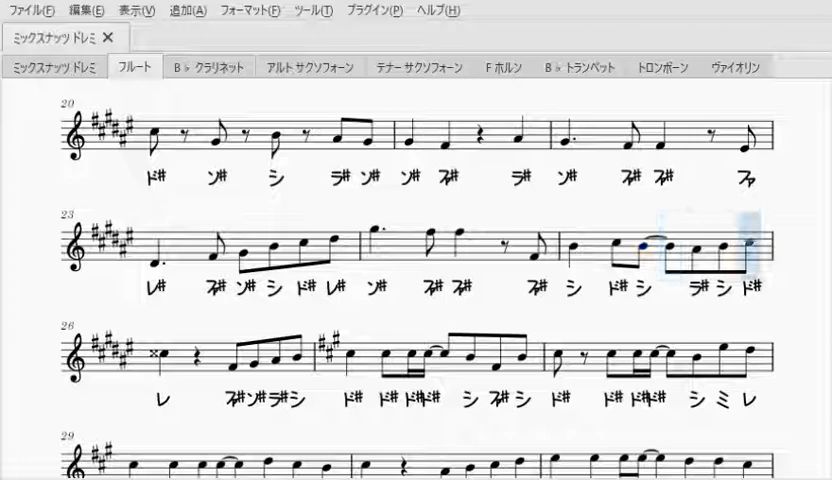 ファイル(F) 編集(E) 表示(V) 追加(A) フォーマット(F) ツール(T) プラグイン(P) ヘルプ(H)
ミックスナッツ ドレミ ×
ミックスナッツ ドレミ フルート B♭ クラリネット アルト サクソフォーン テナー サクソフォーン F ホルン B♭ トランペット トロンボーン ヴァイオリン
20
ド# ソ# シ ラ# ソ# ソ# ファ# ラ# ソ# ファ# ファ# ファ
23
レ# ファ# ソ# シ ド# レ# ソ# ファ# ファ# ファ# シ ド# シ ラ# シ ド#
26
レ ファ# ソ# ラ# シ ド# ド# ド# ド# シ ファ# シ ド# ド# ド# ド# シ ミ レ
29